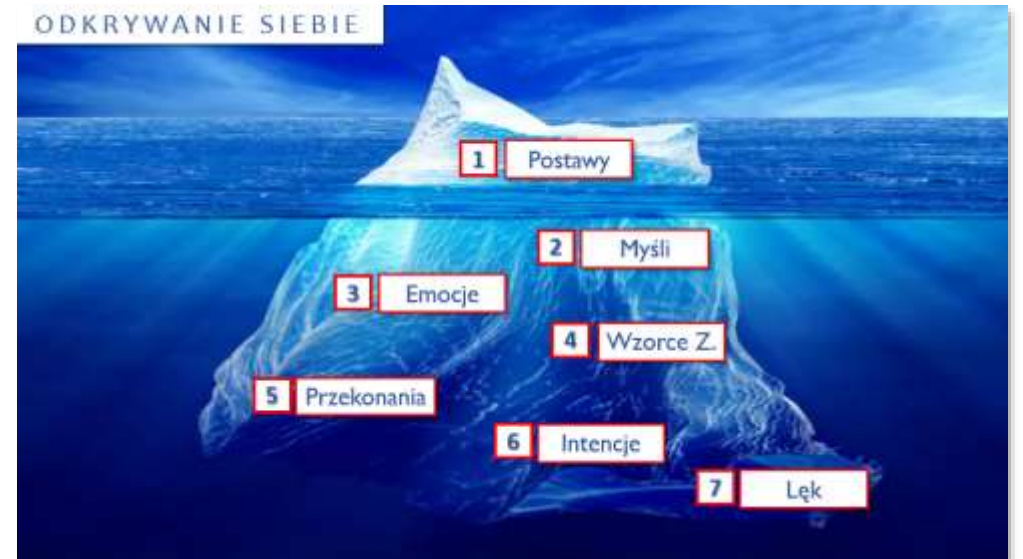 ODKRYWANIE SIEBIE
1 Postawy
2 Myśli
3 Emocje
4 Wzorce Z.
5 Przekonania
6 Intencje
7 Lęk